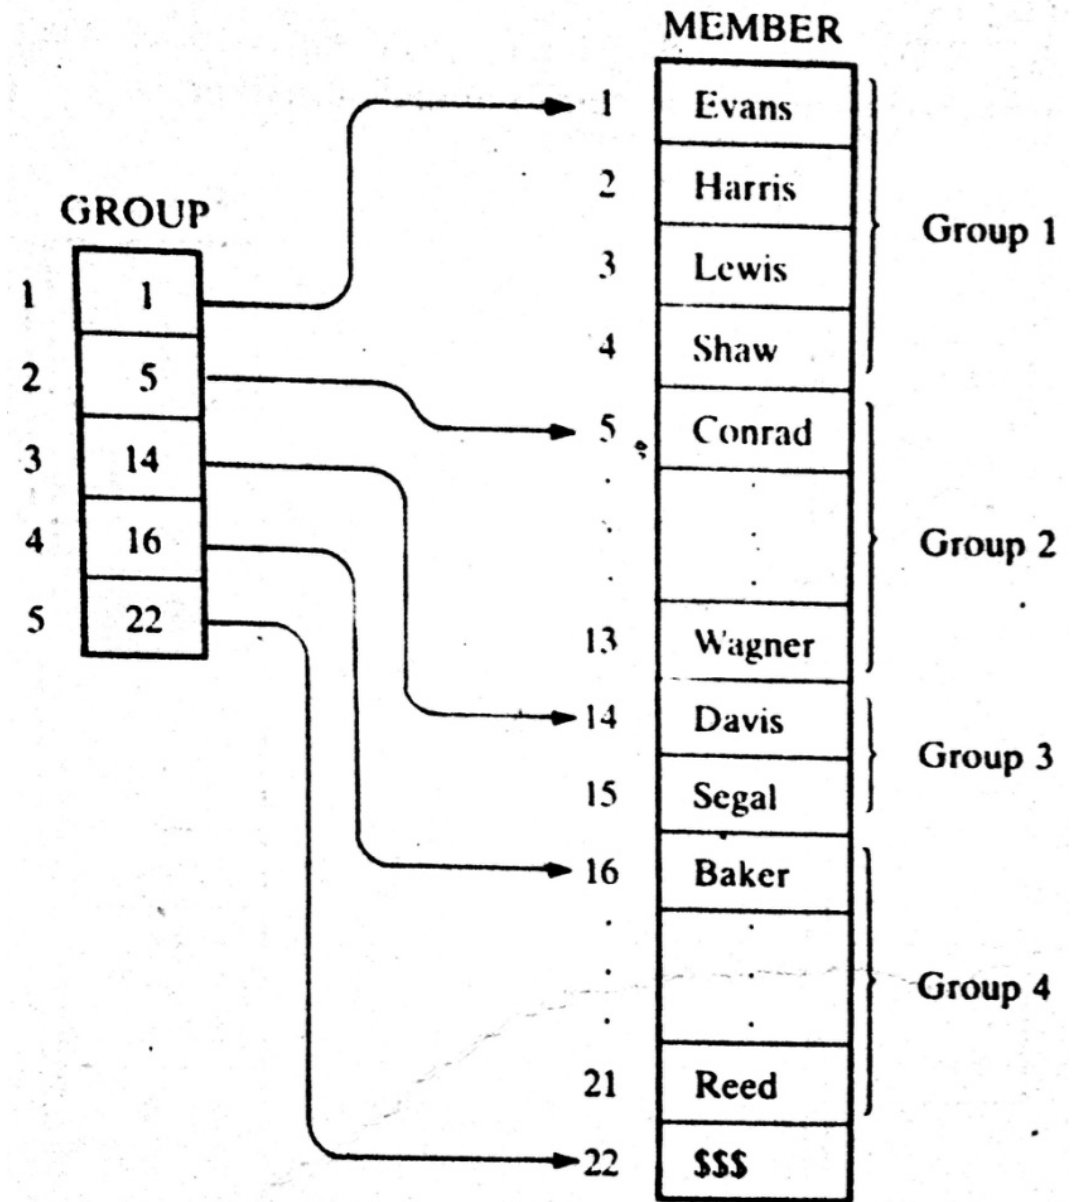 MEMBER
1 Evans
2 Harris
Group 1
GROUP
3 Lewis
1 1
4 Shaw
2 5
5 Conrad
3 14
4 16
Group 2
5 22
13 Wagner
14 Davis
Group 3
15 Segal
16 Baker
Group 4
21 Reed
22 $$$